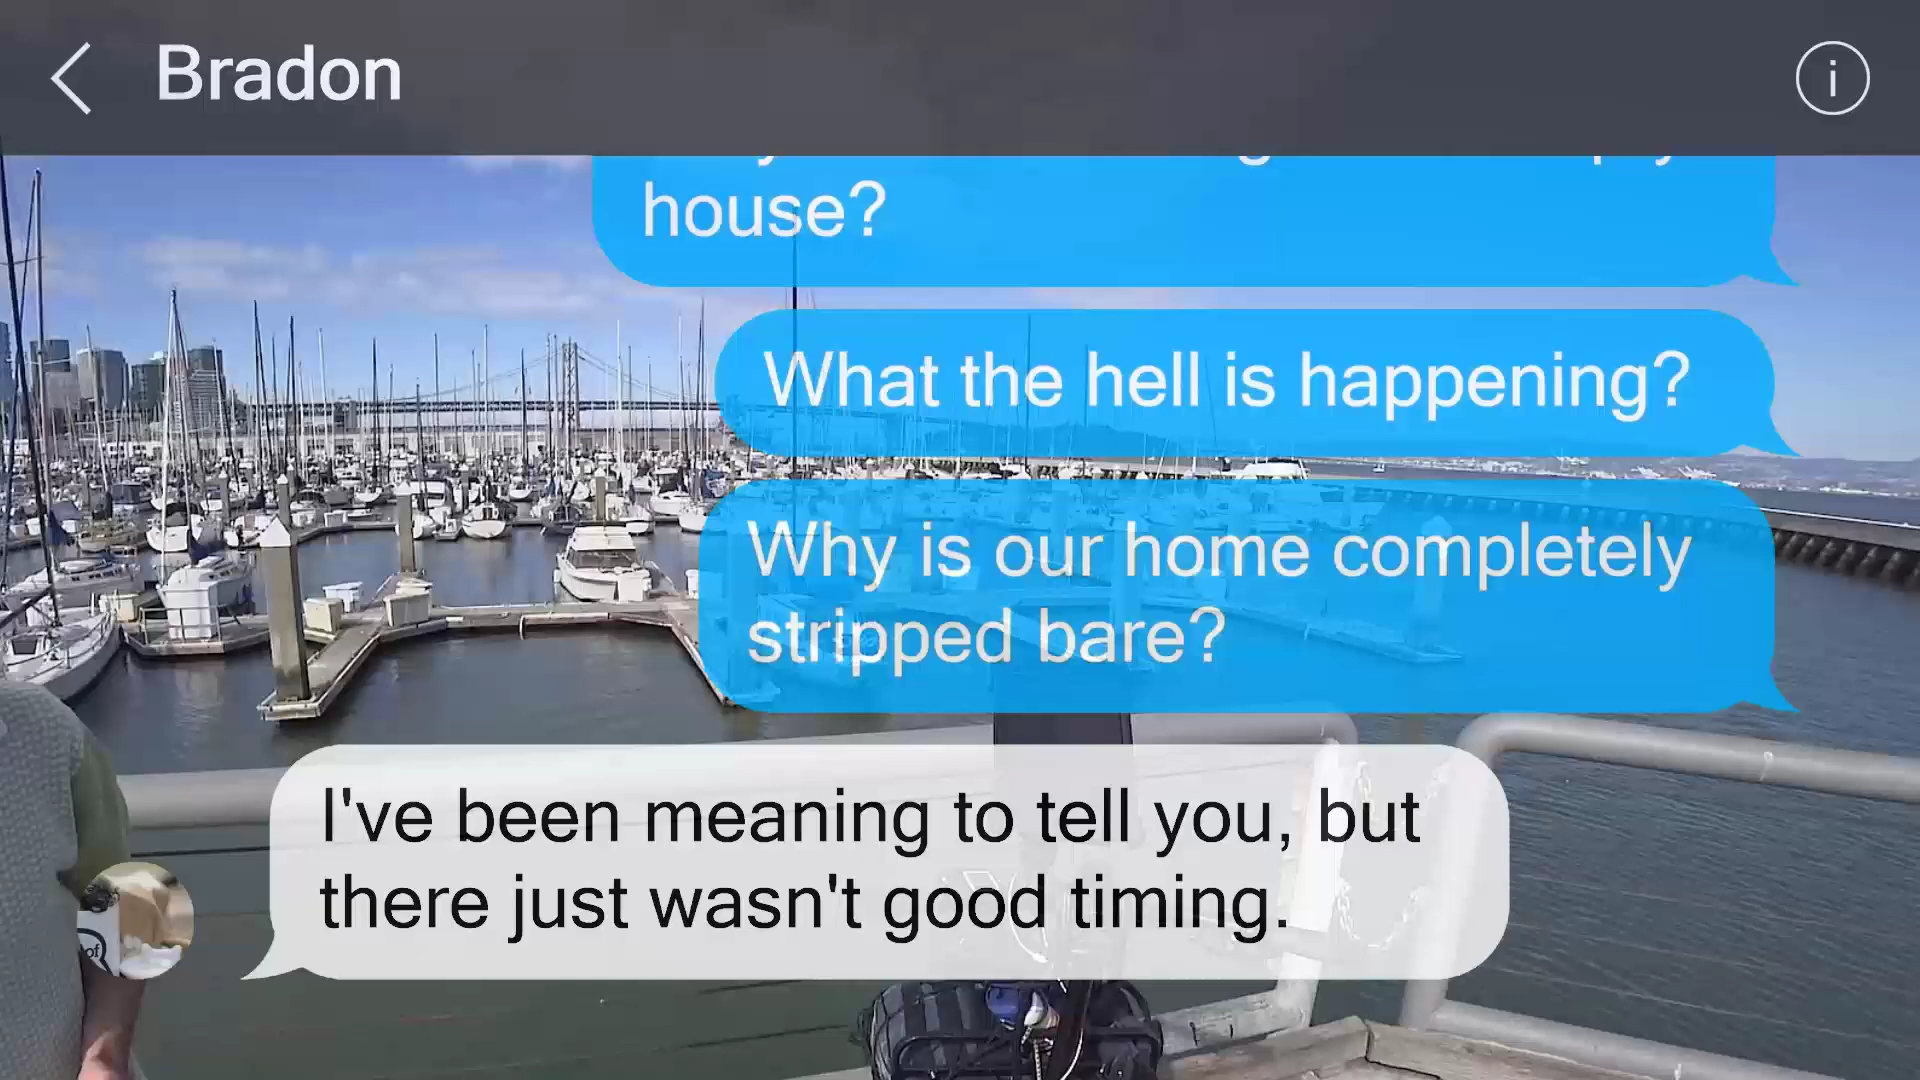 Bradon
house?
What the hell is happening?
Why is our home completely
stripped bare?
I've been meaning to tell you, but
there just wasn't good timing.
of